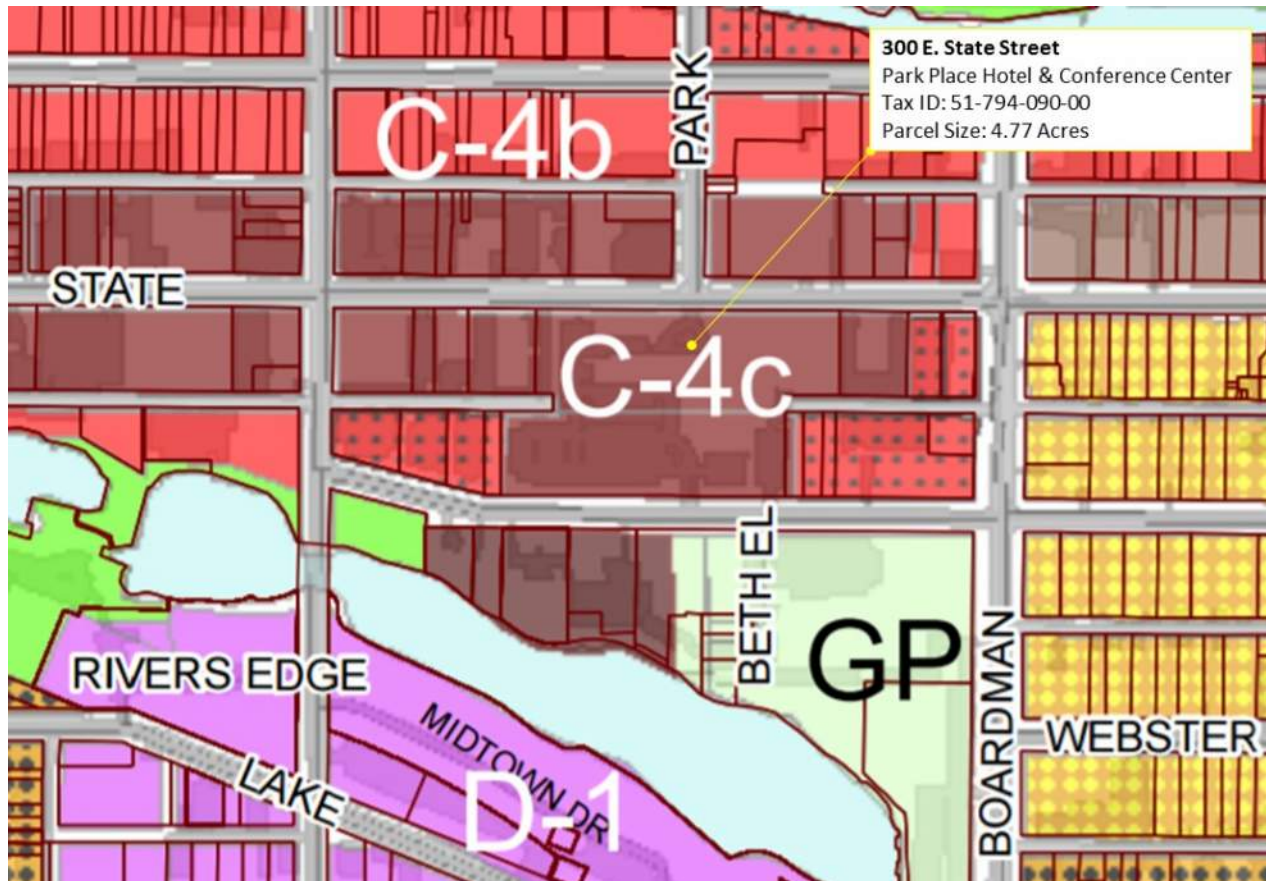 300 E. State Street
Park Place Hotel & Conference Center
Tax ID: 51-794-090-00
Parcel Size: 4.77 Acres
PARK
C-4b
STATE
C-4c
BETH EL
GP
BOARDMAN
RIVERS EDGE
MIDTOWN DR
WEBSTER
LAKE
D-1